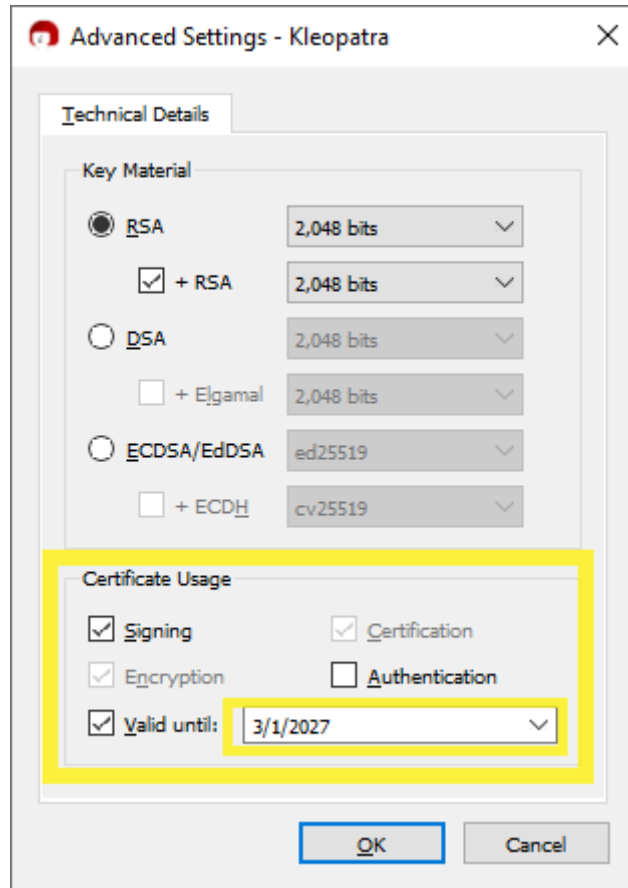 Advanced Settings - Kleopatra
Technical Details
Key Material
RSA 2,048 bits
+ RSA 2,048 bits
DSA 2,048 bits
+ Elgamal 2,048 bits
ECDSA/EdDSA ed25519
+ ECDH cv25519
Certificate Usage
Signing Certification
Encryption Authentication
Valid until: 3/1/2027
OK Cancel